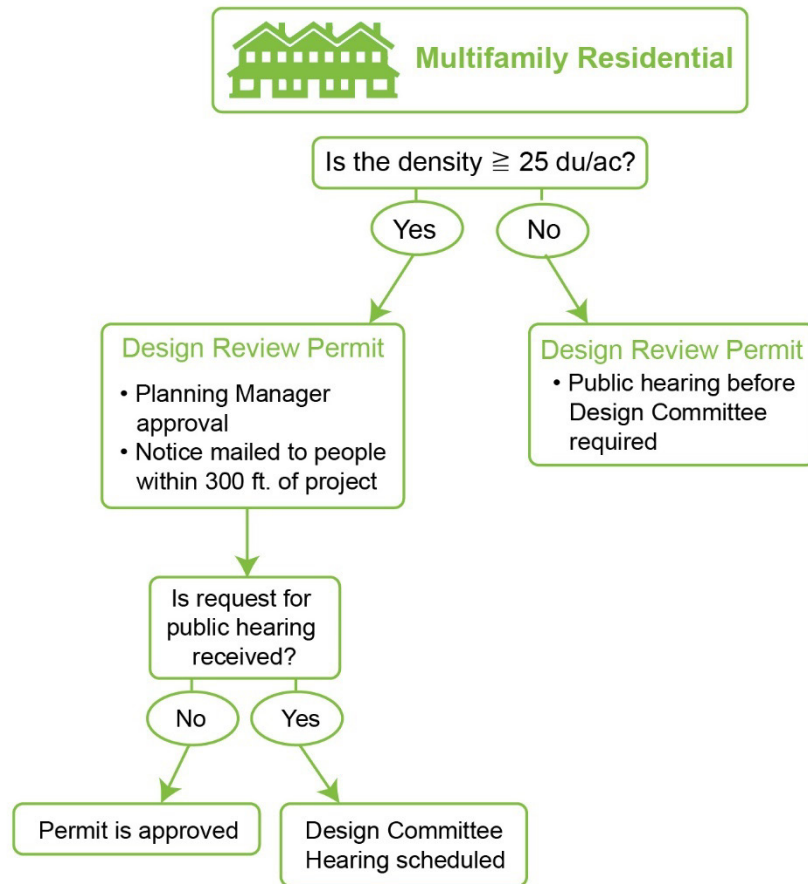 Multifamily Residential
Is the density ≧ 25 du/ac?
Yes
No
Design Review Permit
• Planning Manager
approval
• Notice mailed to people
within 300 ft. of project
Design Review Permit
• Public hearing before
Design Committee
required
Is request for
public hearing
received?
No
Yes
Permit is approved
Design Committee
Hearing scheduled